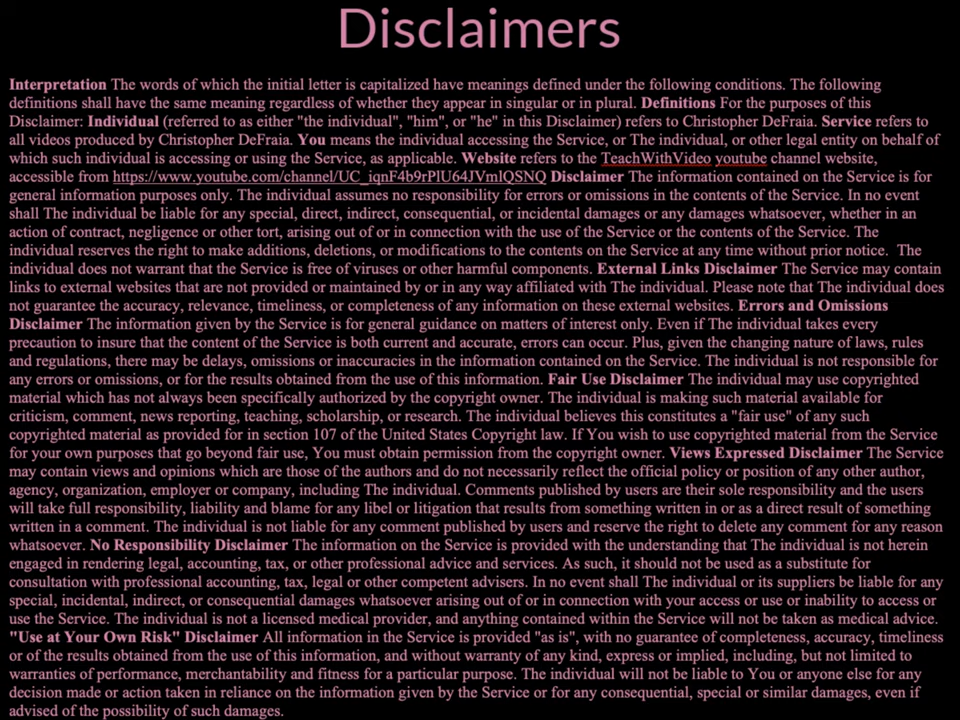 Disclaimers
Interpretation The words of which the initial letter is capitalized have meanings defined under the following conditions. The following
definitions shall have the same meaning regardless of whether they appear in singular or in plural. Definitions For the purposes of this
Disclaimer: Individual (referred to as either "the individual", "him", or "he" in this Disclaimer) refers to Christopher DeFraia. Service refers to
all videos produced by Christopher DeFraia. You means the individual accessing the Service, or The individual, or other legal entity on behalf of
which such individual is accessing or using the Service, as applicable. Website refers to the TeachWithVideo youtube channel website,
accessible from https://www.youtube.com/channel/UC_iqnF4b9rPlU64JVmlQSNQ Disclaimer The information contained on the Service is for
general information purposes only. The individual assumes no responsibility for errors or omissions in the contents of the Service. In no event
shall The individual be liable for any special, direct, indirect, consequential, or incidental damages or any damages whatsoever, whether in an
action of contract, negligence or other tort, arising out of or in connection with the use of the Service or the contents of the Service. The
individual reserves the right to make additions, deletions, or modifications to the contents on the Service at any time without prior notice.  The
individual does not warrant that the Service is free of viruses or other harmful components. External Links Disclaimer The Service may contain
links to external websites that are not provided or maintained by or in any way affiliated with The individual. Please note that The individual does
not guarantee the accuracy, relevance, timeliness, or completeness of any information on these external websites. Errors and Omissions
Disclaimer The information given by the Service is for general guidance on matters of interest only. Even if The individual takes every
precaution to insure that the content of the Service is both current and accurate, errors can occur. Plus, given the changing nature of laws, rules
and regulations, there may be delays, omissions or inaccuracies in the information contained on the Service. The individual is not responsible for
any errors or omissions, or for the results obtained from the use of this information. Fair Use Disclaimer The individual may use copyrighted
material which has not always been specifically authorized by the copyright owner. The individual is making such material available for
criticism, comment, news reporting, teaching, scholarship, or research. The individual believes this constitutes a "fair use" of any such
copyrighted material as provided for in section 107 of the United States Copyright law. If You wish to use copyrighted material from the Service
for your own purposes that go beyond fair use, You must obtain permission from the copyright owner. Views Expressed Disclaimer The Service
may contain views and opinions which are those of the authors and do not necessarily reflect the official policy or position of any other author,
agency, organization, employer or company, including The individual. Comments published by users are their sole responsibility and the users
will take full responsibility, liability and blame for any libel or litigation that results from something written in or as a direct result of something
written in a comment. The individual is not liable for any comment published by users and reserve the right to delete any comment for any reason
whatsoever. No Responsibility Disclaimer The information on the Service is provided with the understanding that The individual is not herein
engaged in rendering legal, accounting, tax, or other professional advice and services. As such, it should not be used as a substitute for
consultation with professional accounting, tax, legal or other competent advisers. In no event shall The individual or its suppliers be liable for any
special, incidental, indirect, or consequential damages whatsoever arising out of or in connection with your access or use or inability to access or
use the Service. The individual is not a licensed medical provider, and anything contained within the Service will not be taken as medical advice.
"Use at Your Own Risk" Disclaimer All information in the Service is provided "as is", with no guarantee of completeness, accuracy, timeliness
or of the results obtained from the use of this information, and without warranty of any kind, express or implied, including, but not limited to
warranties of performance, merchantability and fitness for a particular purpose. The individual will not be liable to You or anyone else for any
decision made or action taken in reliance on the information given by the Service or for any consequential, special or similar damages, even if
advised of the possibility of such damages.